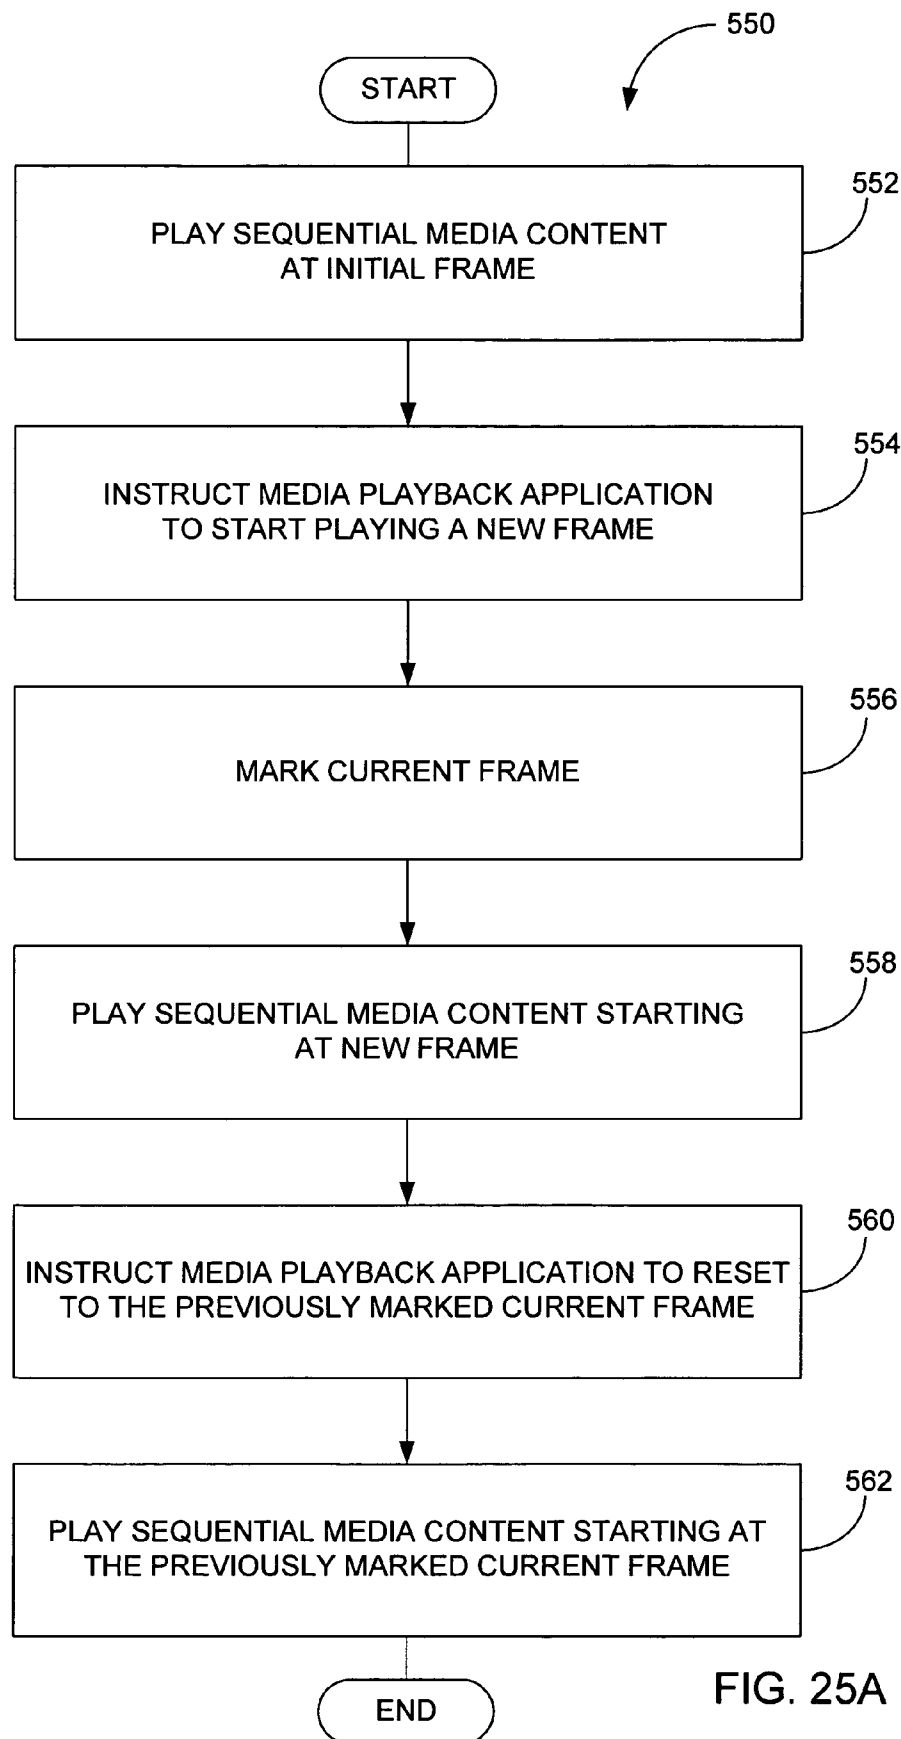 550
START
552
PLAY SEQUENTIAL MEDIA CONTENT
AT INITIAL FRAME
554
INSTRUCT MEDIA PLAYBACK APPLICATION
TO START PLAYING A NEW FRAME
556
MARK CURRENT FRAME
558
PLAY SEQUENTIAL MEDIA CONTENT STARTING
AT NEW FRAME
560
INSTRUCT MEDIA PLAYBACK APPLICATION TO RESET
TO THE PREVIOUSLY MARKED CURRENT FRAME
562
PLAY SEQUENTIAL MEDIA CONTENT STARTING AT
THE PREVIOUSLY MARKED CURRENT FRAME
FIG. 25A
END